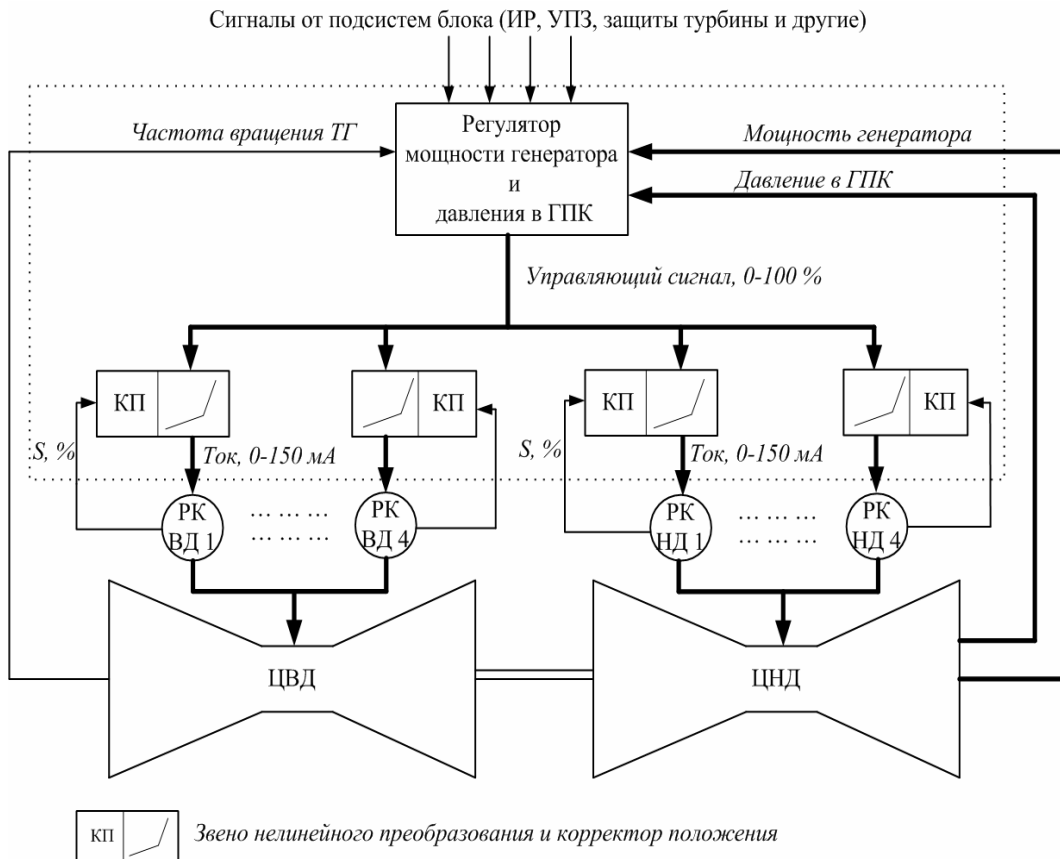 Сигналы от подсистем блока (ИР, УПЗ, защиты турбины и другие)
Частота вращения ТГ
Регулятор
мощности генератора
и
давления в ГПК
Мощность генератора
Давление в ГПК
Управляющий сигнал, 0-100 %
КП
КП
КП
КП
S, %
Ток, 0-150 мА
S, %
Ток, 0-150 мА
РК
ВД 1
... ... ...
... ... ...
РК
ВД 4
РК
НД 1
... ... ...
... ... ...
РК
НД 4
ЦВД
ЦНД
КП
Звено нелинейного преобразования и корректор положения